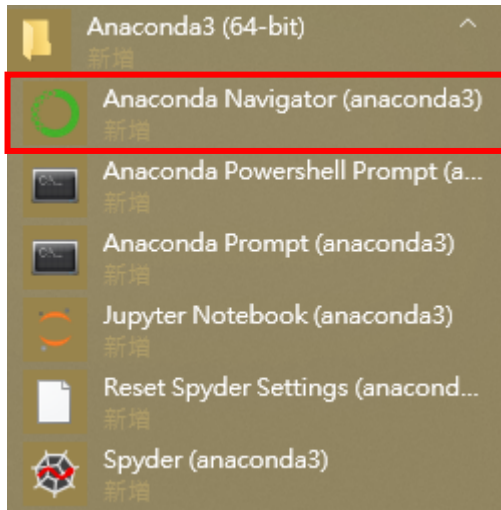 Anaconda3 (64-bit)
新增
Anaconda Navigator (anaconda3)
新增
Anaconda Powershell Prompt (a...
新增
Anaconda Prompt (anaconda3)
新增
Jupyter Notebook (anaconda3)
新增
Reset Spyder Settings (anacond...
新增
Spyder (anaconda3)
新增